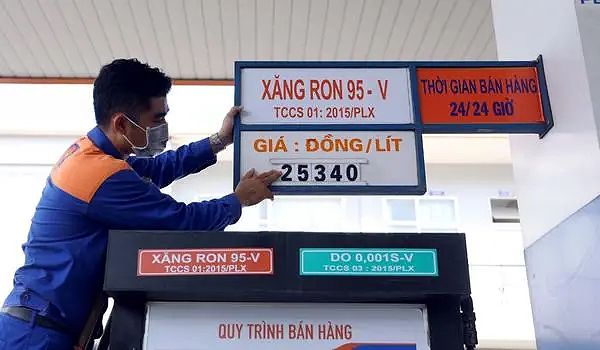 XĂNG RON 95 - V
TCCS 01: 2015/PLX
GIÁ : ĐỒNG/LÍT
25340
THỜI GIAN BÁN HÀNG
24/24 GIỜ
XĂNG RON 95-V
TCCS 01:2015/PLX
DO 0,001S-V
TCCS 03 : 2015/PLX
QUY TRÌNH BÁN HÀNG